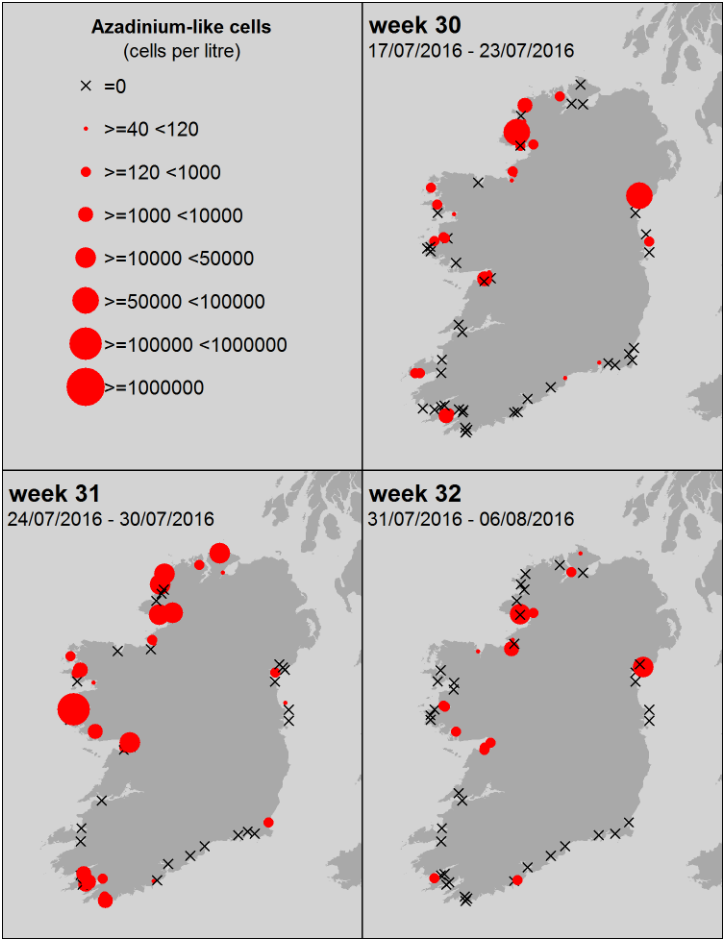 Azadinium-like cells
(cells per litre)
=0
>=40 <120
>=120 <1000
>=1000 <10000
>=10000 <50000
>=50000 <100000
>=100000 <1000000
>=1000000
week 30
17/07/2016 - 23/07/2016
week 31
24/07/2016 - 30/07/2016
week 32
31/07/2016 - 06/08/2016